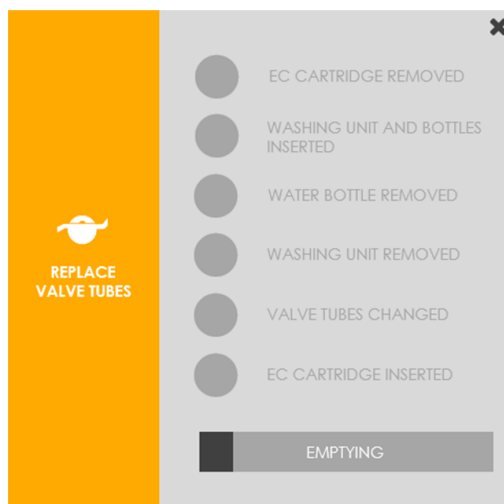 EC CARTRIDGE REMOVED
WASHING UNIT AND BOTTLES
INSERTED
WATER BOTTLE REMOVED
WASHING UNIT REMOVED
REPLACE
VALVE TUBES
VALVE TUBES CHANGED
EC CARTRIDGE INSERTED
EMPTYING